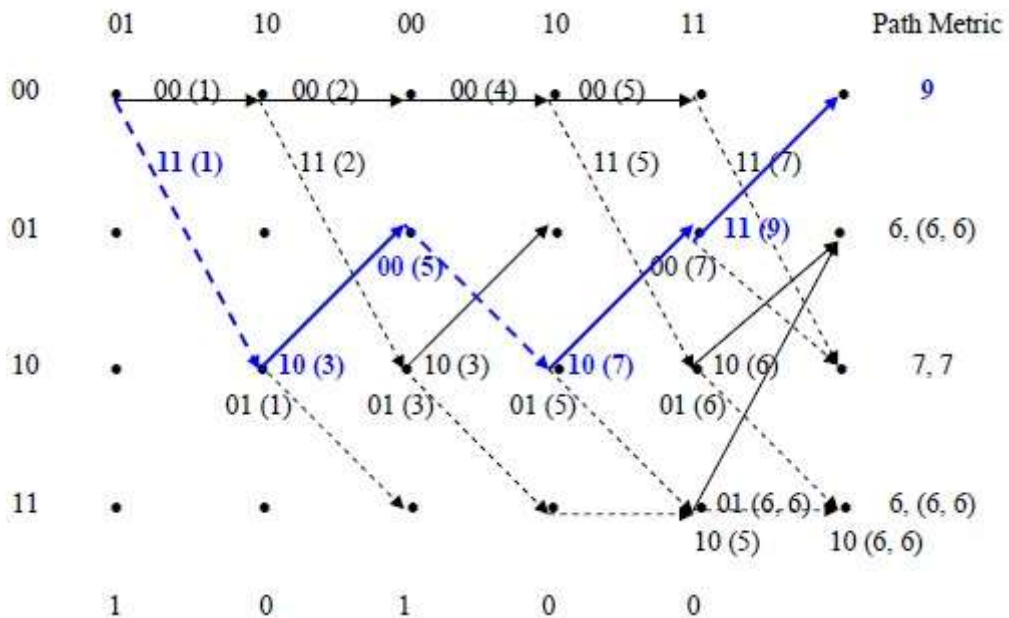 01 10 00 10 11 Path Metric
00 00 (1) 00 (2) 00 (4) 00 (5) 9
11 (1) 11 (2) 11 (5) 11 (7)
01 11 (9) 6, (6, 6)
00 (5) 00 (7)
10 10 (3) 10 (3) 10 (7) 10 (6) 7, 7
01 (1) 01 (3) 01 (5) 01 (6)
11 01 (6, 6) 6, (6, 6)
10 (5) 10 (6, 6)
1 0 1 0 0